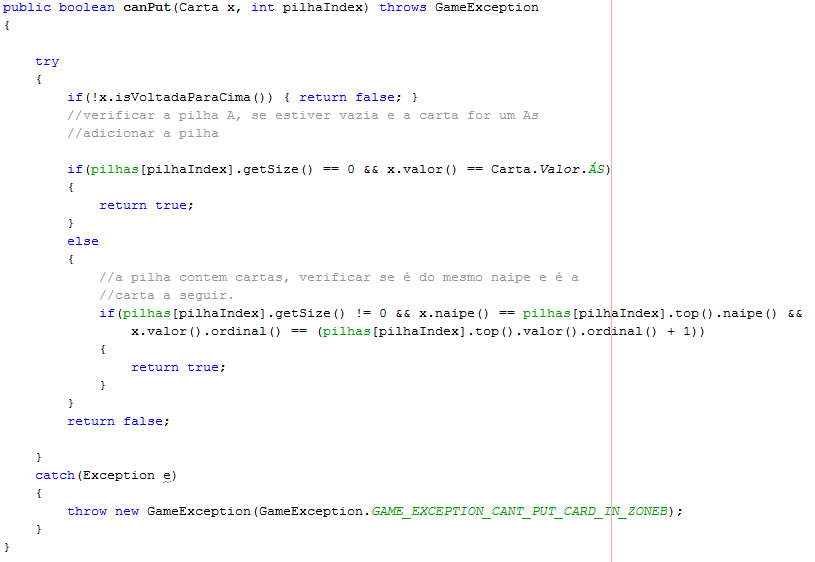 public boolean canPut(Carta x, int pilhaIndex) throws GameException
{
try
{
if(!x.isVoltadaParaCima()) { return false; }
//verificar a pilha A, se estiver vazia e a carta for um As
//adicionar a pilha
if(pilhas[pilhaIndex].getSize() == 0 && x.valor() == Carta.Valor.ÁS)
{
return true;
}
else
{
//a pilha contem cartas, verificar se é do mesmo naipe e é a
//carta a seguir.
if(pilhas[pilhaIndex].getSize() != 0 && x.naipe() == pilhas[pilhaIndex].top().naipe() &&
x.valor().ordinal() == (pilhas[pilhaIndex].top().valor().ordinal() + 1))
{
return true;
}
}
return false;
}
catch(Exception e)
{
throw new GameException(GameException.GAME_EXCEPTION_CANT_PUT_CARD_IN_ZONEB);
}
}